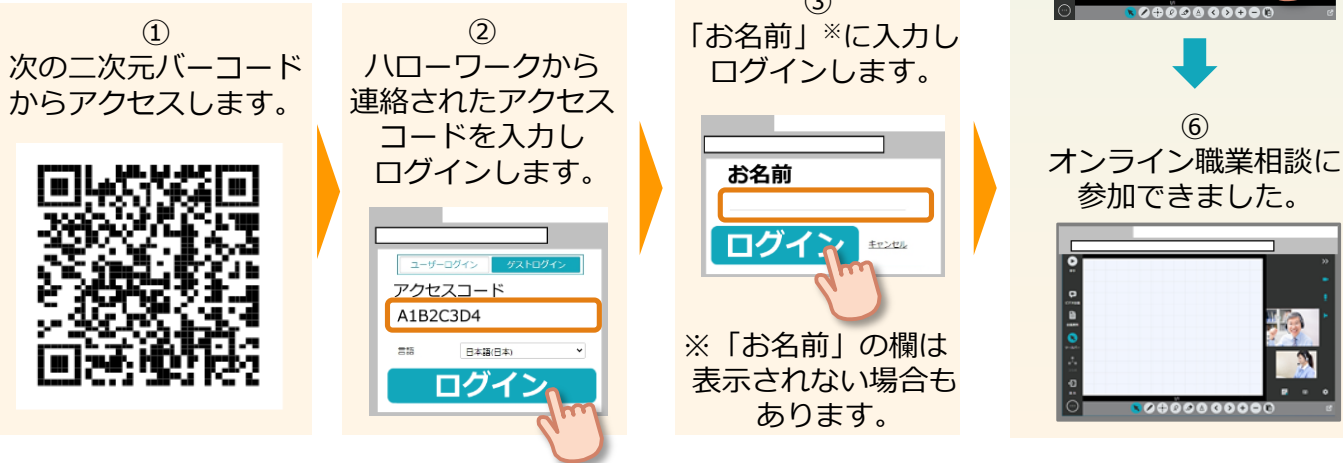 ①
次の二次元バーコード
からアクセスします。
②
ハローワークから
連絡されたアクセス
コードを入力し
ログインします。
ユーザーログイン ゲストログイン
アクセスコード
A1B2C3D4
言語 日本語(日本)
ログイン
③
「お名前」※に入力し
ログインします。
お名前
ログイン キャンセル
※「お名前」の欄は
表示されない場合も
あります。
⑥
オンライン職業相談に
参加できました。